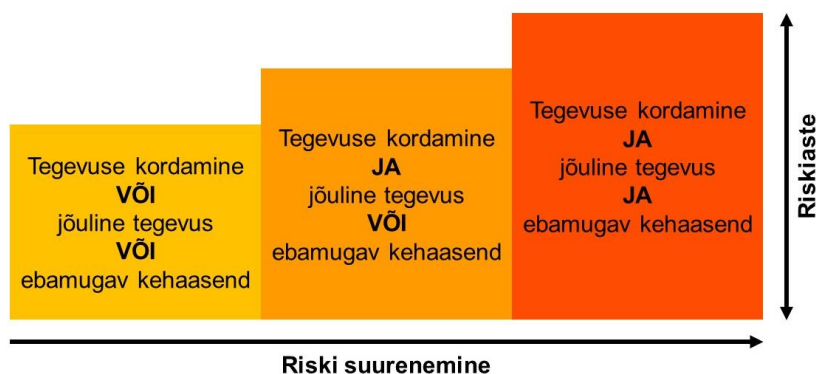 Tegevuse kordamine
VÕI
jõuline tegevus
VÕI
ebamugav kehaasend
Tegevuse kordamine
JA
jõuline tegevus
VÕI
ebamugav kehaasend
Tegevuse kordamine
JA
jõuline tegevus
JA
ebamugav kehaasend
Riskiaste
Riski suurenemine